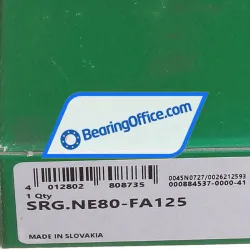 BearingOffice.com
0045N0727/0026212593
000884537-0000-41
4 012802 808735
1 Qty
SRG.NE80-FA125
MADE IN SLOVAKIA